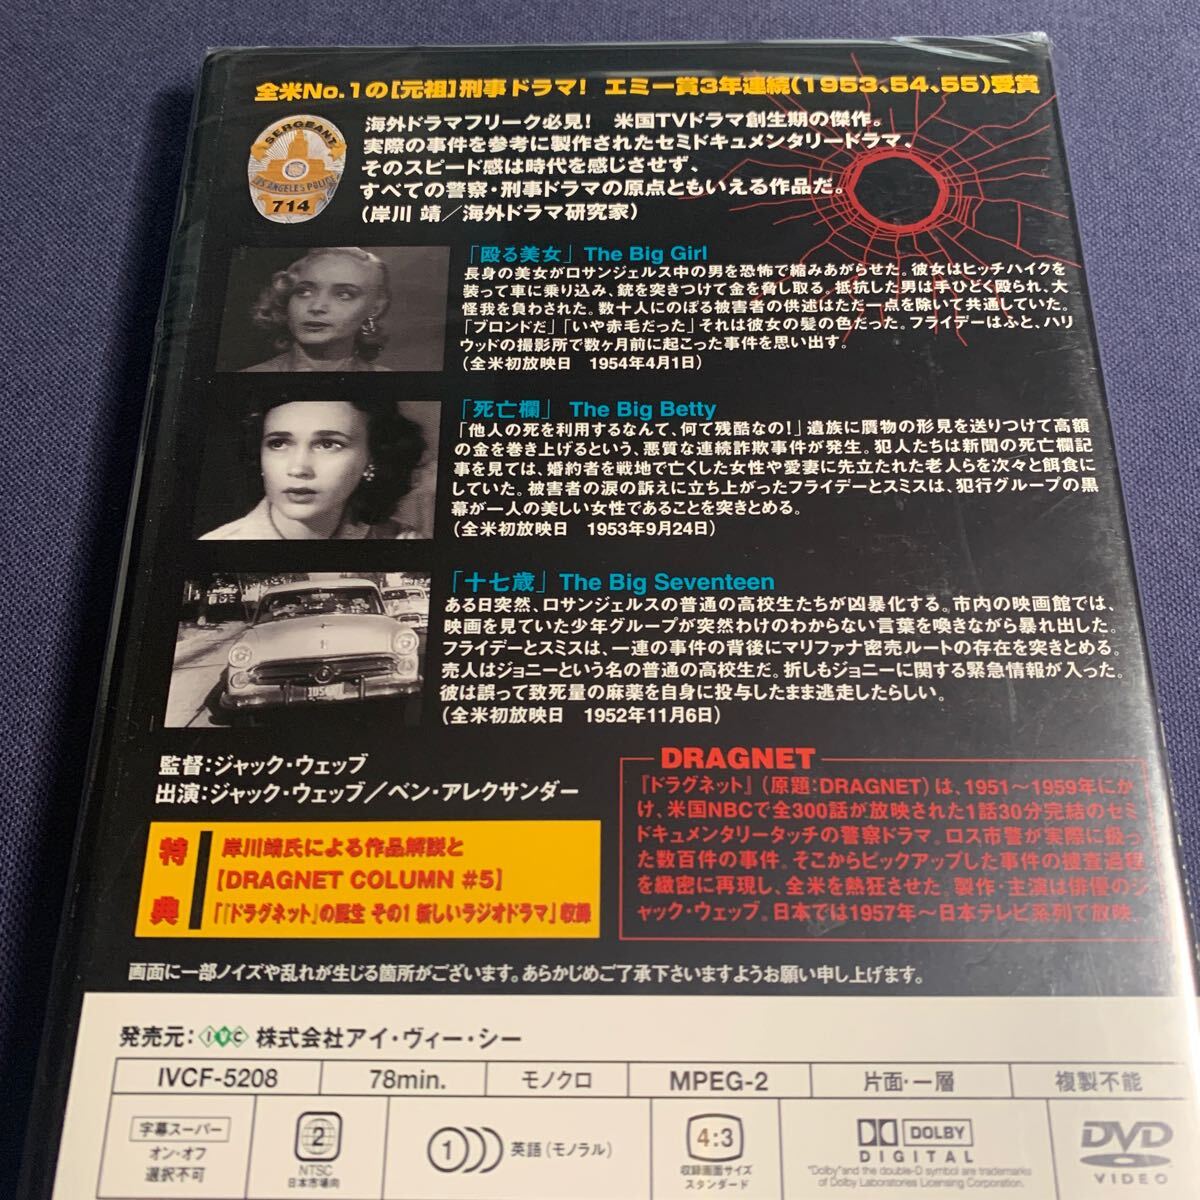 全米No.1の[元祖]刑事ドラマ! エミー賞3年連続(1953、54、55)受賞
海外ドラマフリーク必見! 米国TVドラマ創生期の傑作。
実際の事件を参考に製作されたセミドキュメンタリードラマ、
そのスピード感は時代を感じさせず、
すべての警察・刑事ドラマの原点ともいえる作品だ。
(岸川 靖/海外ドラマ研究家)
SERGEANT
LOS ANGELES POLICE
714
「殴る美女」 The Big Girl
長身の美女がロサンジェルス中の男を恐怖で縮みあがらせた。彼女はヒッチハイクを
装って車に乗り込み、銃を突きつけて金を脅し取る。抵抗した男は手ひどく殴られ、大
怪我を負わされた。数十人にのぼる被害者の供述はただ一点を除いて共通していた。
「ブロンドだ」「いや赤毛だった」それは彼女の髪の色だった。フライデーはふと、ハリ
ウッドの撮影所で数ヶ月前に起こった事件を思い出す。
(全米初放映日 1954年4月1日)
「死亡欄」 The Big Betty
「他人の死を利用するなんて、何て残酷なの!」遺族に贋物の形見を送りつけて高額
の金を巻き上げるという、悪質な連続詐欺事件が発生。犯人たちは新聞の死亡欄記
事を見ては、婚約者を戦地で亡くした女性や愛妻に先立たれた老人らを次々と餌食に
していた。被害者の涙の訴えに立ち上がったフライデーとスミスは、犯行グループの黒
幕が一人の美しい女性であることを突きとめる。
(全米初放映日 1953年9月24日)
「十七歳」 The Big Seventeen
ある日突然、ロサンジェルスの普通の高校生たちが凶暴化する。市内の映画館では、
映画を見ていた少年グループが突然わけのわからない言葉を喚きながら暴れ出した。
フライデーとスミスは、一連の事件の背後にマリファナ密売ルートの存在を突きとめる。
売人はジョニーという名の普通の高校生だ。折しもジョニーに関する緊急情報が入った。
彼は誤って致死量の麻薬を自身に投与したまま逃走したらしい。
(全米初放映日 1952年11月6日)
監督:ジャック・ウェッブ
出演:ジャック・ウェッブ/ベン・アレクサンダー
特典
岸川靖氏による作品解説と
【DRAGNET COLUMN #5】
「『ドラグネット』の誕生 その1 新しいラジオドラマ」収録
DRAGNET
『ドラグネット』(原題:DRAGNET)は、1951〜1959年にか
け、米国NBCで全300話が放映された1話30分完結のセミ
ドキュメンタリータッチの警察ドラマ。ロス市警が実際に扱っ
た数百件の事件。そこからピックアップした事件の捜査過程
を緻密に再現し、全米を熱狂させた。製作・主演は俳優のジ
ャック・ウェッブ。日本では1957年〜日本テレビ系列で放映。
画面に一部ノイズや乱れが生じる箇所がございます。あらかじめご了承下さいますようお願い申し上げます。
発売元: IVC 株式会社アイ・ヴィー・シー
IVCF-5208 78min. モノクロ MPEG-2 片面・一層 複製不能
字幕スーパー
オン・オフ
選択不可
2
NTSC
日本市場向
1
英語(モノラル)
4:3
収録画面サイズ
スタンダード
DOLBY
DIGITAL
"Dolby"and the double-D symbol are trademarks
of Dolby Laboratories Licensing Corporation.
DVD
VIDEO